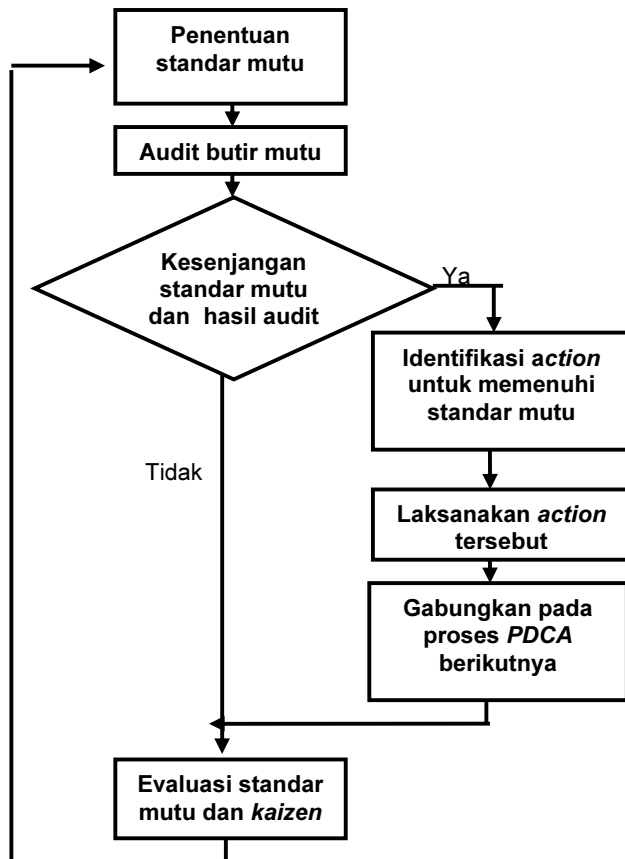 Penentuan
standar mutu
Audit butir mutu
Kesenjangan
standar mutu
dan hasil audit
Ya
Identifikasi action
untuk memenuhi
standar mutu
Tidak
Laksanakan action
tersebut
Gabungkan pada
proses PDCA
berikutnya
Evaluasi standar
mutu dan kaizen